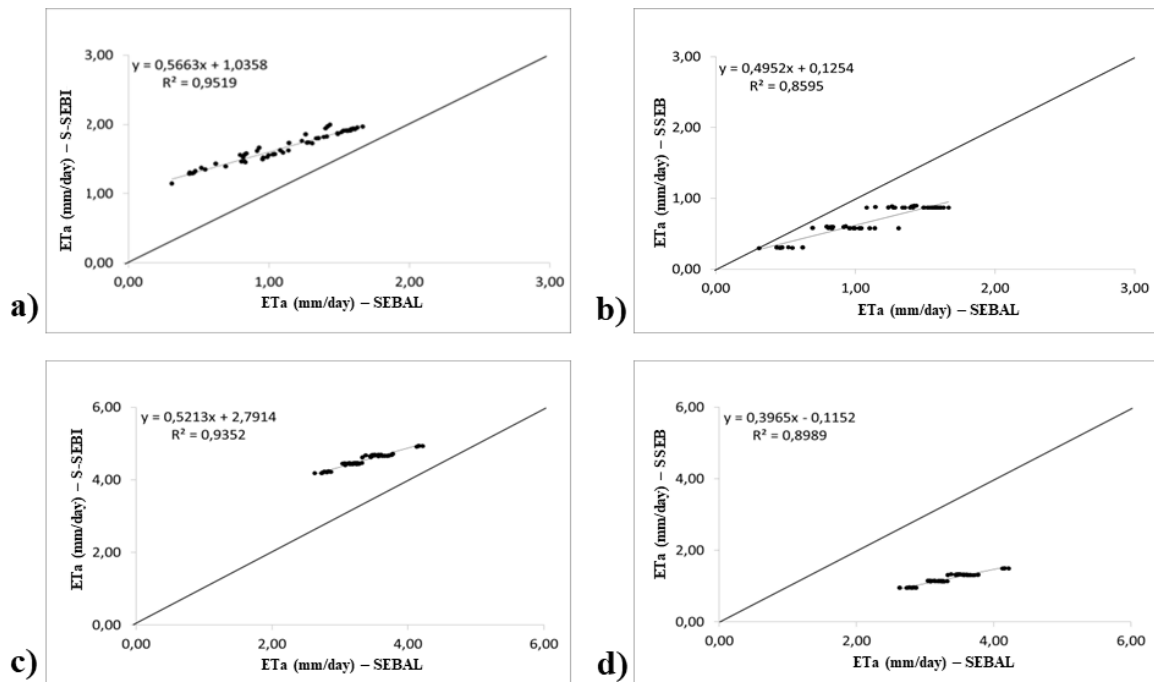 3,00
y = 0,5663x + 1,0358
R² = 0,9519
2,00
1,00
0,00
ETa (mm/day) – S-SEBI
0,00 1,00 2,00 3,00
ETa (mm/day) – SEBAL
a)
3,00
y = 0,4952x + 0,1254
R² = 0,8595
2,00
1,00
0,00
ETa (mm/day) – SSEB
0,00 1,00 2,00 3,00
ETa (mm/day) – SEBAL
b)
6,00
y = 0,5213x + 2,7914
R² = 0,9352
4,00
2,00
0,00
ETa (mm/day) – S-SEBI
0,00 2,00 4,00 6,00
ETa (mm/day) – SEBAL
c)
6,00
y = 0,3965x - 0,1152
R² = 0,8989
4,00
2,00
0,00
ETa (mm/day) – SSEB
0,00 2,00 4,00 6,00
ETa (mm/day) – SEBAL
d)